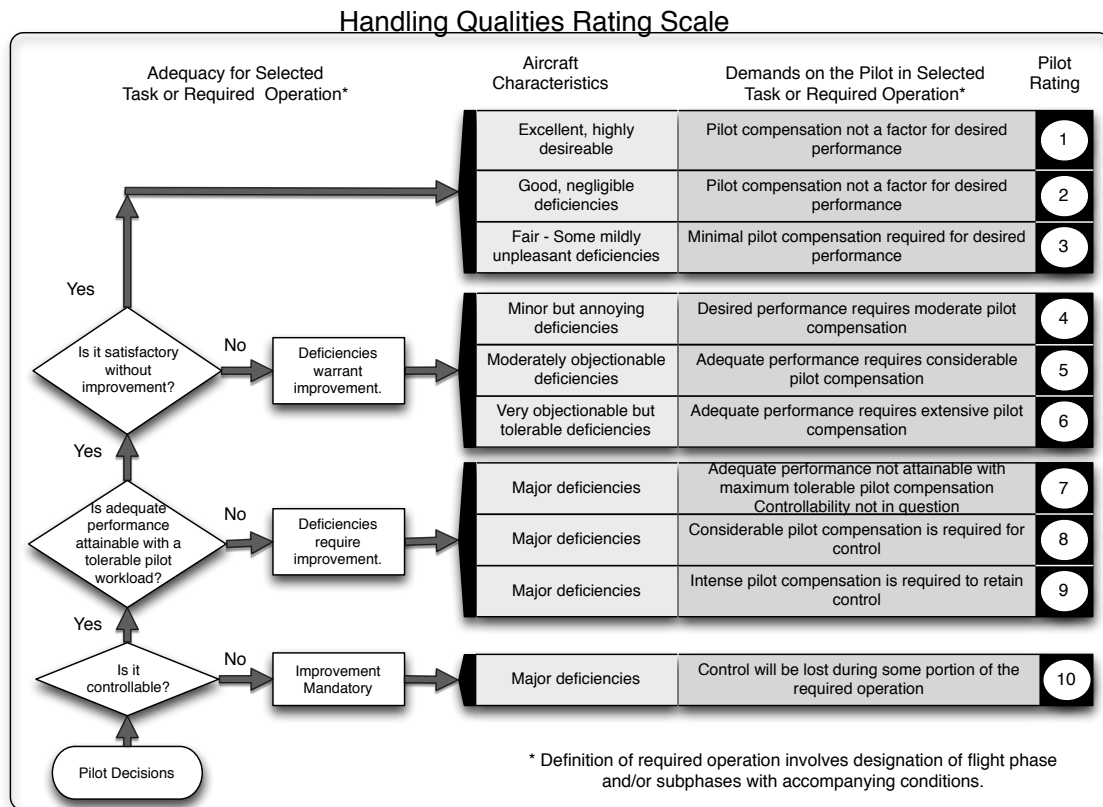 Handling Qualities Rating Scale
Adequacy for Selected
Task or Required Operation*
Aircraft
Characteristics
Demands on the Pilot in Selected
Task or Required Operation*
Pilot
Rating
Excellent, highly
desireable
Pilot compensation not a factor for desired
performance
1
Good, negligible
deficiencies
Pilot compensation not a factor for desired
performance
2
Fair - Some mildly
unpleasant deficiencies
Minimal pilot compensation required for desired
performance
3
Yes
Is it satisfactory
without
improvement?
No
Deficiencies
warrant
improvement.
Minor but annoying
deficiencies
Desired performance requires moderate pilot
compensation
4
Moderately objectionable
deficiencies
Adequate performance requires considerable
pilot compensation
5
Very objectionable but
tolerable deficiencies
Adequate performance requires extensive pilot
compensation
6
Yes
Is adequate
performance
attainable with a
tolerable pilot
workload?
No
Deficiencies
require
improvement.
Major deficiencies
Adequate performance not attainable with
maximum tolerable pilot compensation
Controllability not in question
7
Major deficiencies
Considerable pilot compensation is required for
control
8
Major deficiencies
Intense pilot compensation is required to retain
control
9
Yes
Is it
controllable?
No
Improvement
Mandatory
Major deficiencies
Control will be lost during some portion of the
required operation
10
Pilot Decisions
* Definition of required operation involves designation of flight phase
and/or subphases with accompanying conditions.